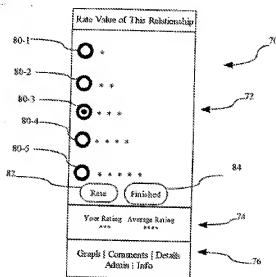 Rate Value of This Relationship
80-1
*
70
80-2
* *
80-3
* * *
72
80-4
* * * *
80-5
* * * * *
82
84
Rate
Finished
Your Rating Average Rating
*** ****
74
Graph | Comments | Details
Admin | Info
76